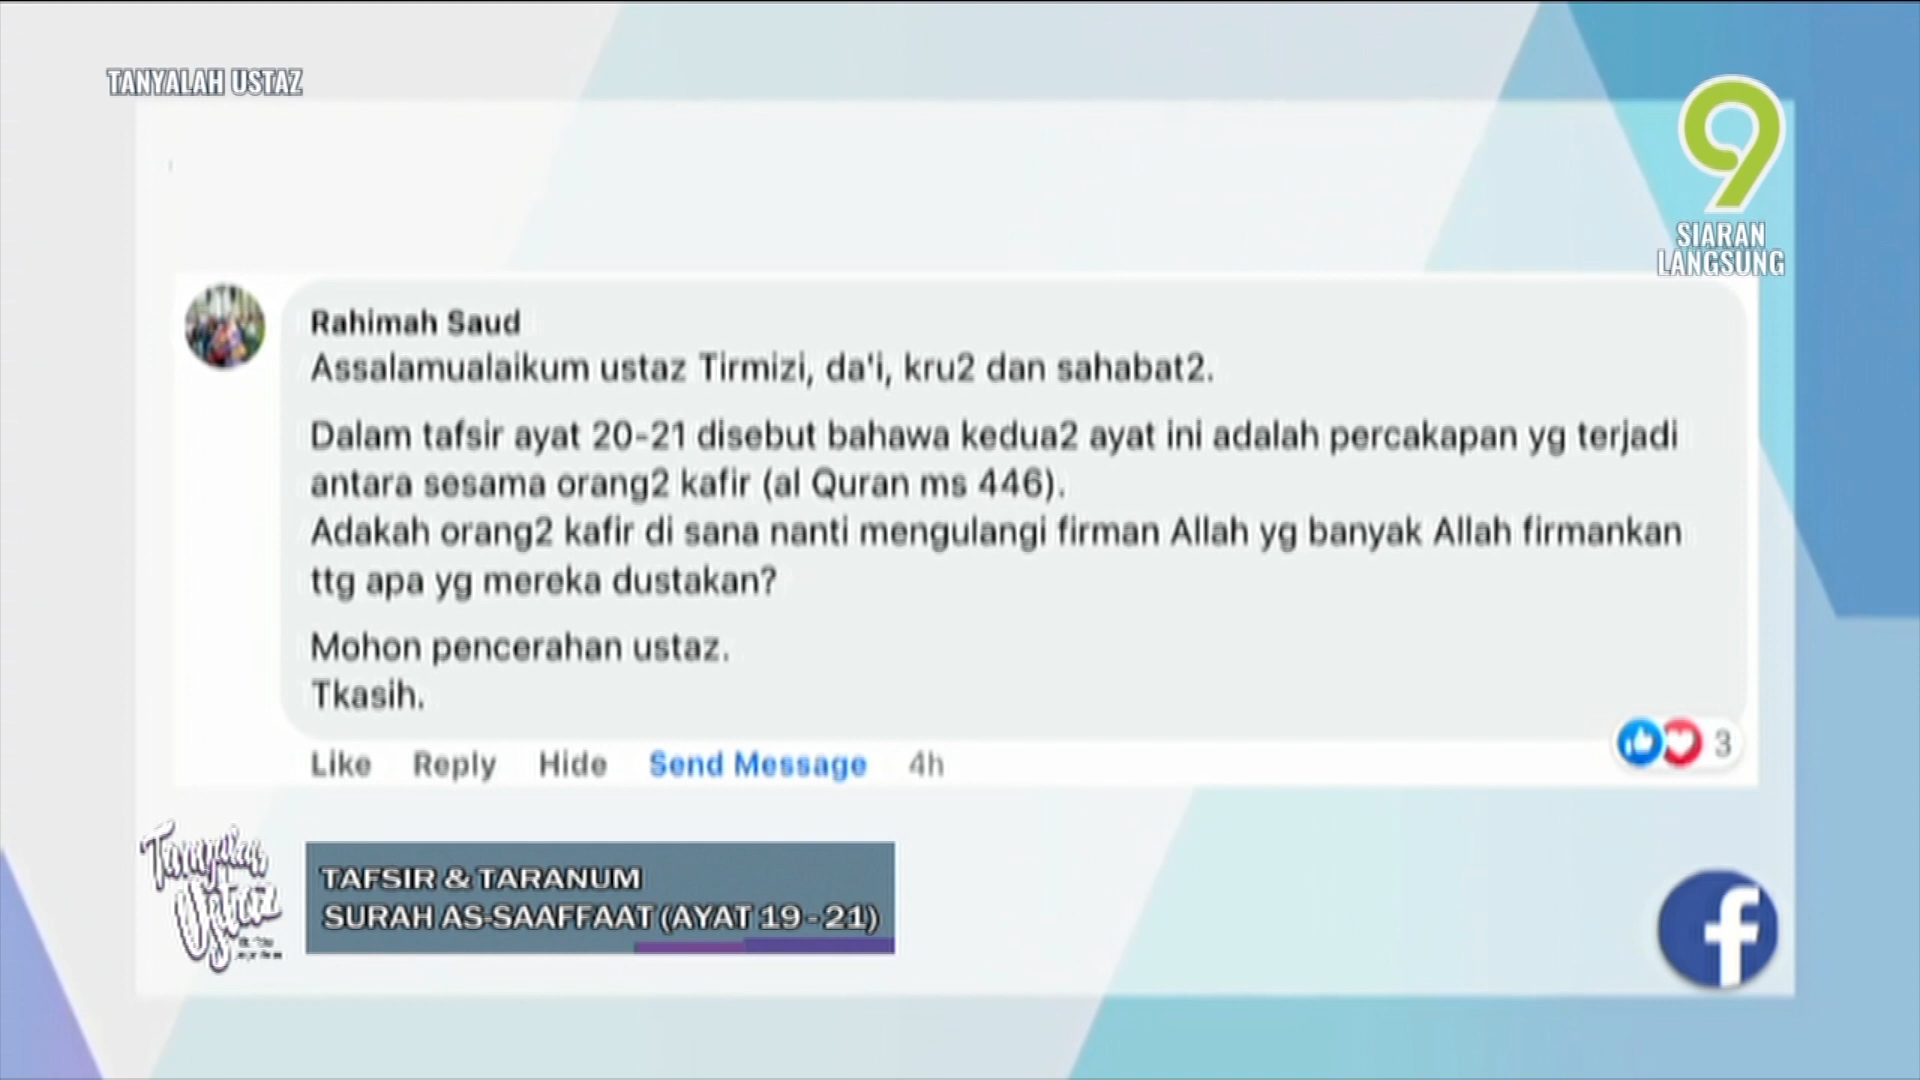 TANYALAH USTAZ
9
SIARAN
LANGSUNG
Rahimah Saud
Assalamualaikum ustaz Tirmizi, da'i, kru2 dan sahabat2.
Dalam tafsir ayat 20-21 disebut bahawa kedua2 ayat ini adalah percakapan yg terjadi
antara sesama orang2 kafir (al Quran ms 446).
Adakah orang2 kafir di sana nanti mengulangi firman Allah yg banyak Allah firmankan
ttg apa yg mereka dustakan?
Mohon pencerahan ustaz.
Tkasih.
Like Reply Hide Send Message 4h
3
Tanyalah
Ustaz
TAFSIR & TARANUM
SURAH AS-SAAFFAAT (AYAT 19 - 21)
f